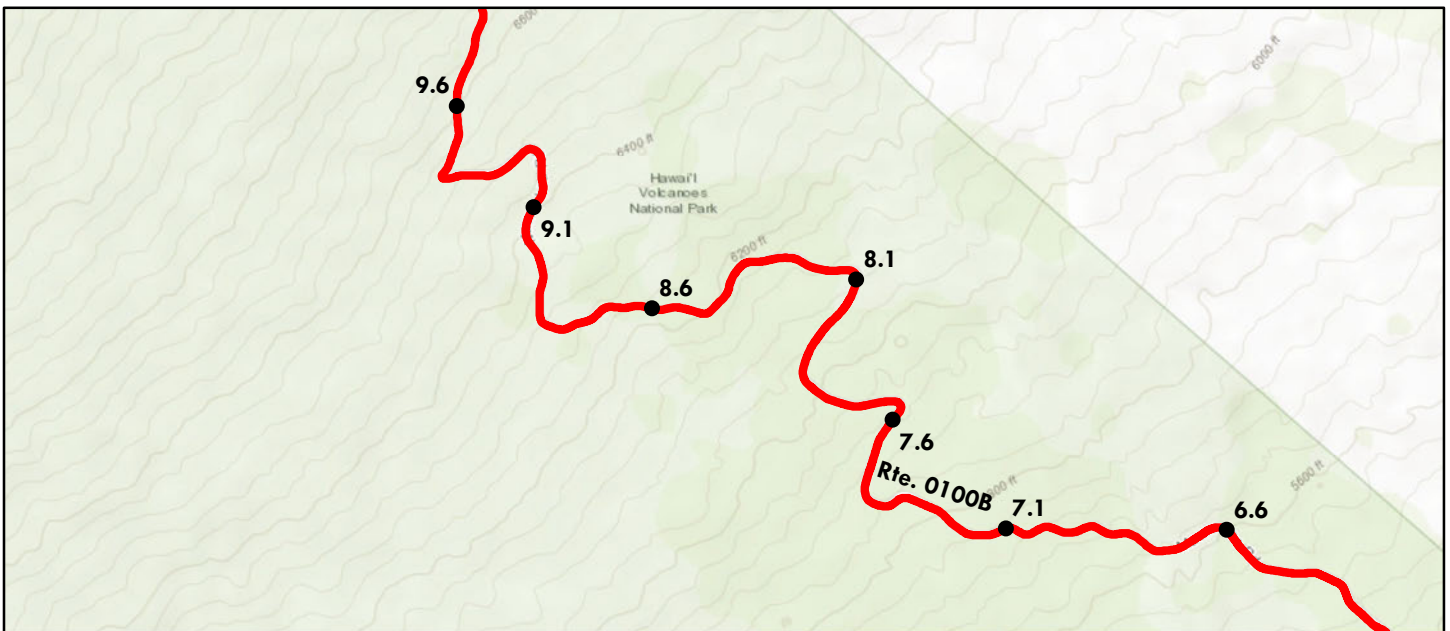 6600
6000 ft
9.6
6400 ft
Hawai'I
Volcanoes
National Park
9.1
6200 ft
8.1
8.6
7.6
Rte. 0100B
5600 ft
7.1
6.6